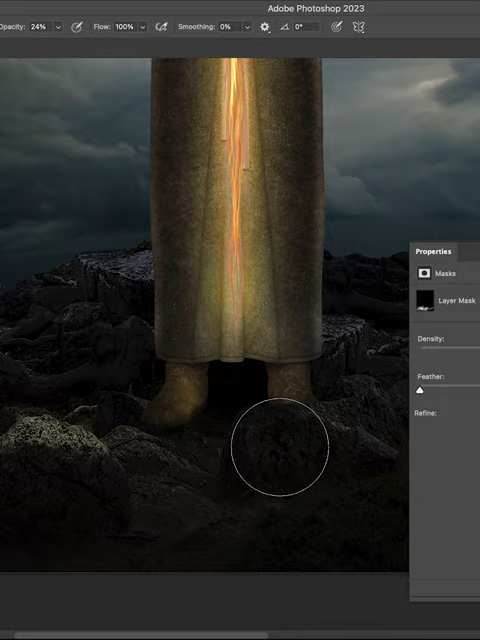 Adobe Photoshop 2023
Opacity: 24% Flow: 100% Smoothing: 0% 0°
Properties
Masks
Layer Mask
Density:
Feather:
Refine: